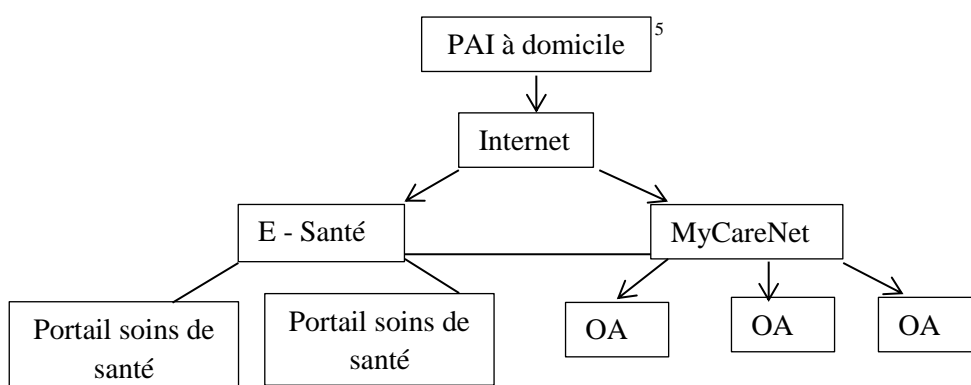 PAI à domicile 5
Internet
E - Santé
MyCareNet
Portail soins de
santé
Portail soins de
santé
OA
OA
OA